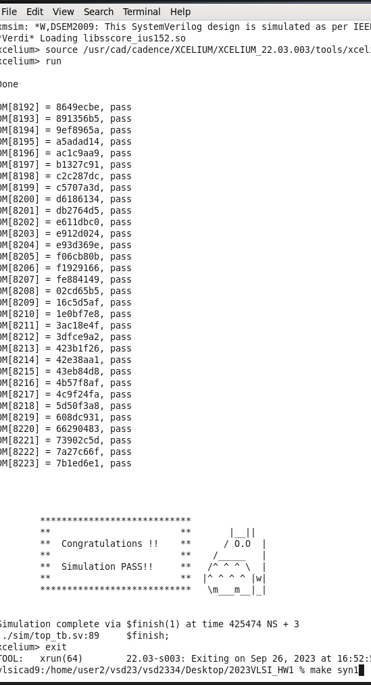 File Edit View Search Terminal Help
xmsim: *W,DSEM2009: This SystemVerilog design is simulated as per IEEE
*Verdi* Loading libsscore_ius152.so
xcelium> source /usr/cad/cadence/XCELIUM/XCELIUM_22.03.003/tools/xceli
xcelium> run
Done
DM[8192] = 8649ecbe, pass
DM[8193] = 891356b5, pass
DM[8194] = 9ef8965a, pass
DM[8195] = a5adad14, pass
DM[8196] = ac1c9aa9, pass
DM[8197] = b1327c91, pass
DM[8198] = c2c287dc, pass
DM[8199] = c5707a3d, pass
DM[8200] = d6186134, pass
DM[8201] = db2764d5, pass
DM[8202] = e611dbc0, pass
DM[8203] = e912d024, pass
DM[8204] = e93d369e, pass
DM[8205] = f06cb80b, pass
DM[8206] = f1929166, pass
DM[8207] = fe884149, pass
DM[8208] = 02cd65b5, pass
DM[8209] = 16c5d5af, pass
DM[8210] = 1e0bf7e8, pass
DM[8211] = 3ac18e4f, pass
DM[8212] = 3dfce9a2, pass
DM[8213] = 423b1f26, pass
DM[8214] = 42e38aa1, pass
DM[8215] = 43eb84d8, pass
DM[8216] = 4b57f8af, pass
DM[8217] = 4c9f24fa, pass
DM[8218] = 5d50f3a8, pass
DM[8219] = 608dc931, pass
DM[8220] = 66290483, pass
DM[8221] = 73902c5d, pass
DM[8222] = 7a27c66f, pass
DM[8223] = 7b1ed6e1, pass
****************************
** ** |__||
** Congratulations !! ** / O.O |
** ** /_____ |
** Simulation PASS!! ** /^ ^ ^ \ |
** ** |^ ^ ^ ^ |w|
**************************** \m___m__|_|
Simulation complete via $finish(1) at time 425474 NS + 3
../sim/top_tb.sv:89 $finish;
xcelium> exit
TOOL: xrun(64) 22.03-s003: Exiting on Sep 26, 2023 at 16:52:5
vlsicad9:/home/user2/vsd23/vsd2334/Desktop/2023VLSI_HW1 % make syn1